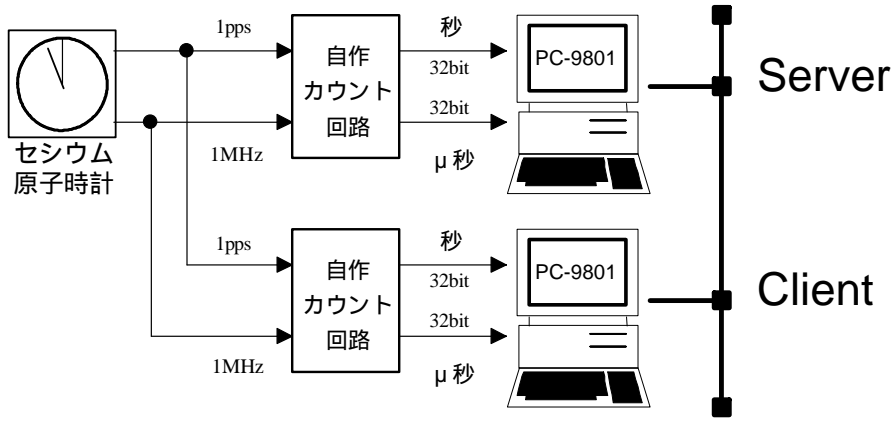 1pps
自作
カウント
回路
秒
32bit
32bit
μ秒
PC-9801
Server
セシウム
原子時計
1MHz
1pps
自作
カウント
回路
秒
32bit
32bit
μ秒
PC-9801
Client
1MHz